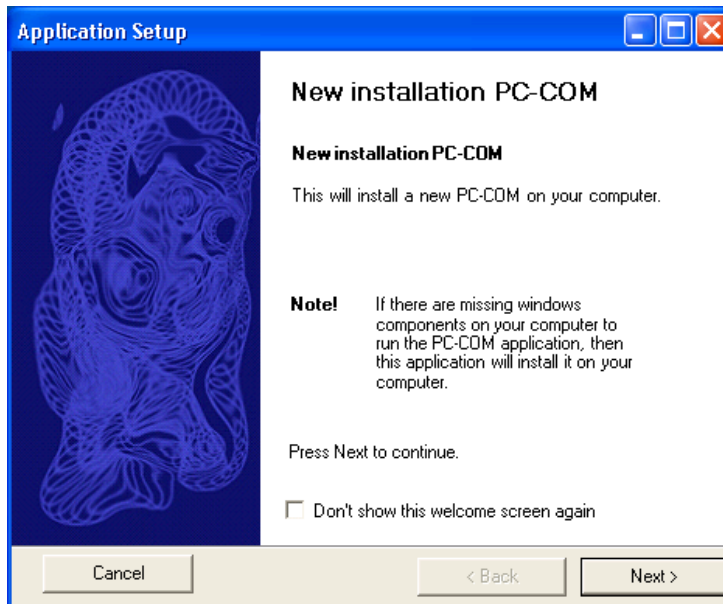 Application Setup
New installation PC-COM
New installation PC-COM
This will install a new PC-COM on your computer.
Note! If there are missing windows
components on your computer to
run the PC-COM application, then
this application will install it on your
computer.
Press Next to continue.
Don't show this welcome screen again
Cancel < Back Next >